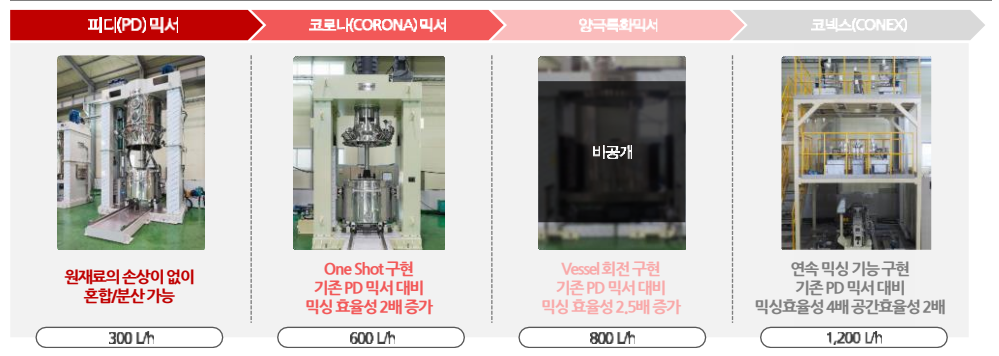 피디(PD) 믹서
코로나(CORONA) 믹서
양극특화믹서
코넥스(CONEX)
비공개
원재료의 손상이 없이
혼합/분산 가능
One Shot 구현
기존 PD 믹서 대비
믹싱 효율성 2배 증가
Vessel 회전 구현
기존 PD 믹서 대비
믹싱 효율성 2.5배 증가
연속 믹싱 기능 구현
기존 PD 믹서 대비
믹싱효율성 4배 공간효율성 2배
300 L/h
600 L/h
800 L/h
1,200 L/h